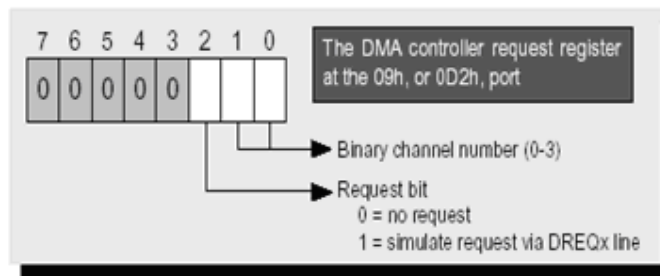 7 6 5 4 3 2 1 0
0 0 0 0 0
The DMA controller request register
at the 09h, or 0D2h, port
Binary channel number (0-3)
Request bit
0 = no request
1 = simulate request via DREQx line